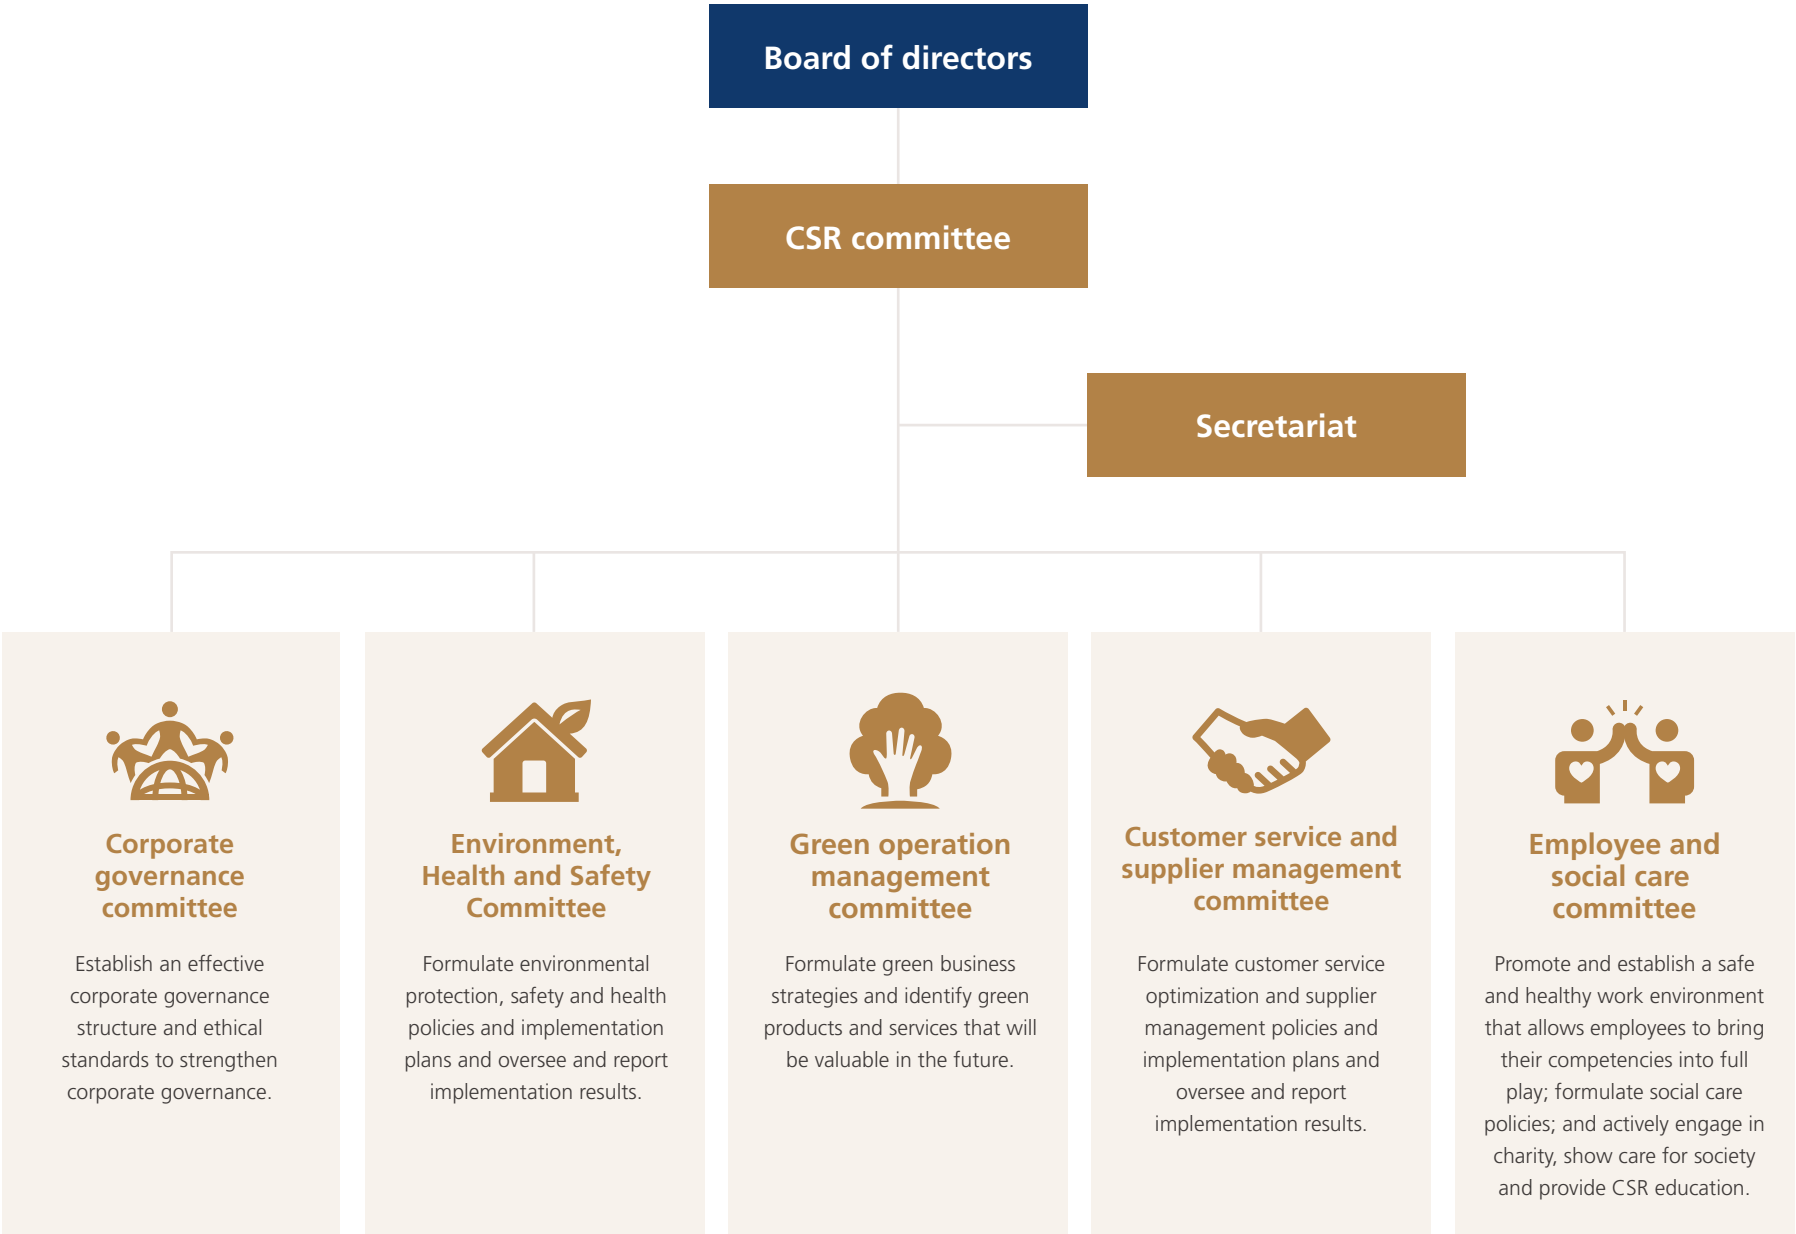 Board of directors
CSR committee
Secretariat
Corporate
governance
committee
Establish an effective
corporate governance
structure and ethical
standards to strengthen
corporate governance.
Environment,
Health and Safety
Committee
Formulate environmental
protection, safety and health
policies and implementation
plans and oversee and report
implementation results.
Green operation
management
committee
Formulate green business
strategies and identify green
products and services that will
be valuable in the future.
Customer service and
supplier management
committee
Formulate customer service
optimization and supplier
management policies and
implementation plans and
oversee and report
implementation results.
Employee and
social care
committee
Promote and establish a safe
and healthy work environment
that allows employees to bring
their competencies into full
play; formulate social care
policies; and actively engage in
charity, show care for society
and provide CSR education.